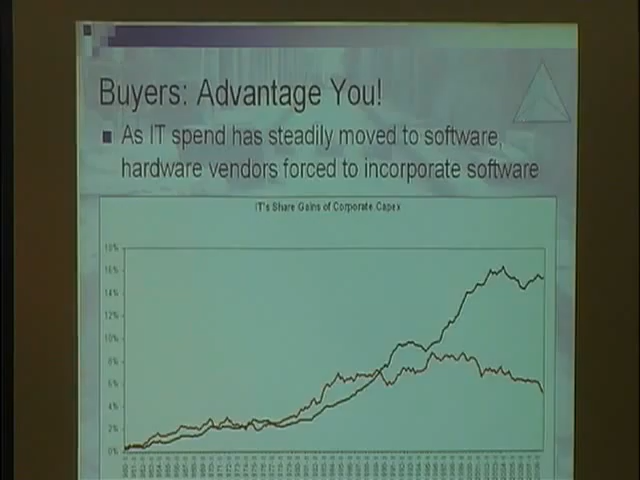 Buyers: Advantage You!
As IT spend has steadily moved to software,
hardware vendors forced to incorporate software
IT's Share Gains of Corporate Capex
18%
16%
14%
12%
10%
8%
6%
4%
2%
0%